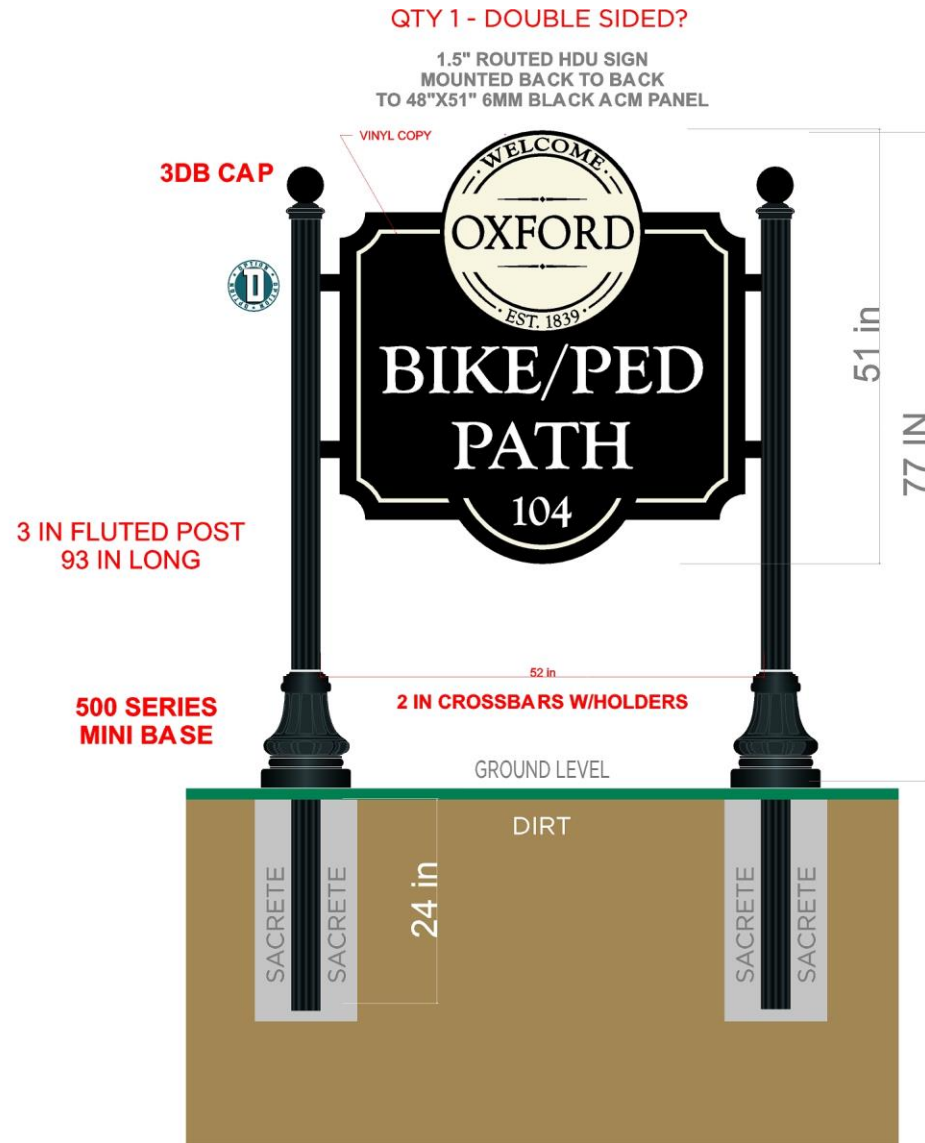 QTY 1 - DOUBLE SIDED?
1.5" ROUTED HDU SIGN
MOUNTED BACK TO BACK
TO 48"X51" 6MM BLACK ACM PANEL
VINYL COPY
3DB CAP
OPTION
D
OPTION
WELCOME
OXFORD
EST. 1839
BIKE/PED
PATH
104
51 in
77 IN
3 IN FLUTED POST
93 IN LONG
52 in
2 IN CROSSBARS W/HOLDERS
500 SERIES
MINI BASE
GROUND LEVEL
DIRT
SACRETE
SACRETE
24 in
SACRETE
SACRETE